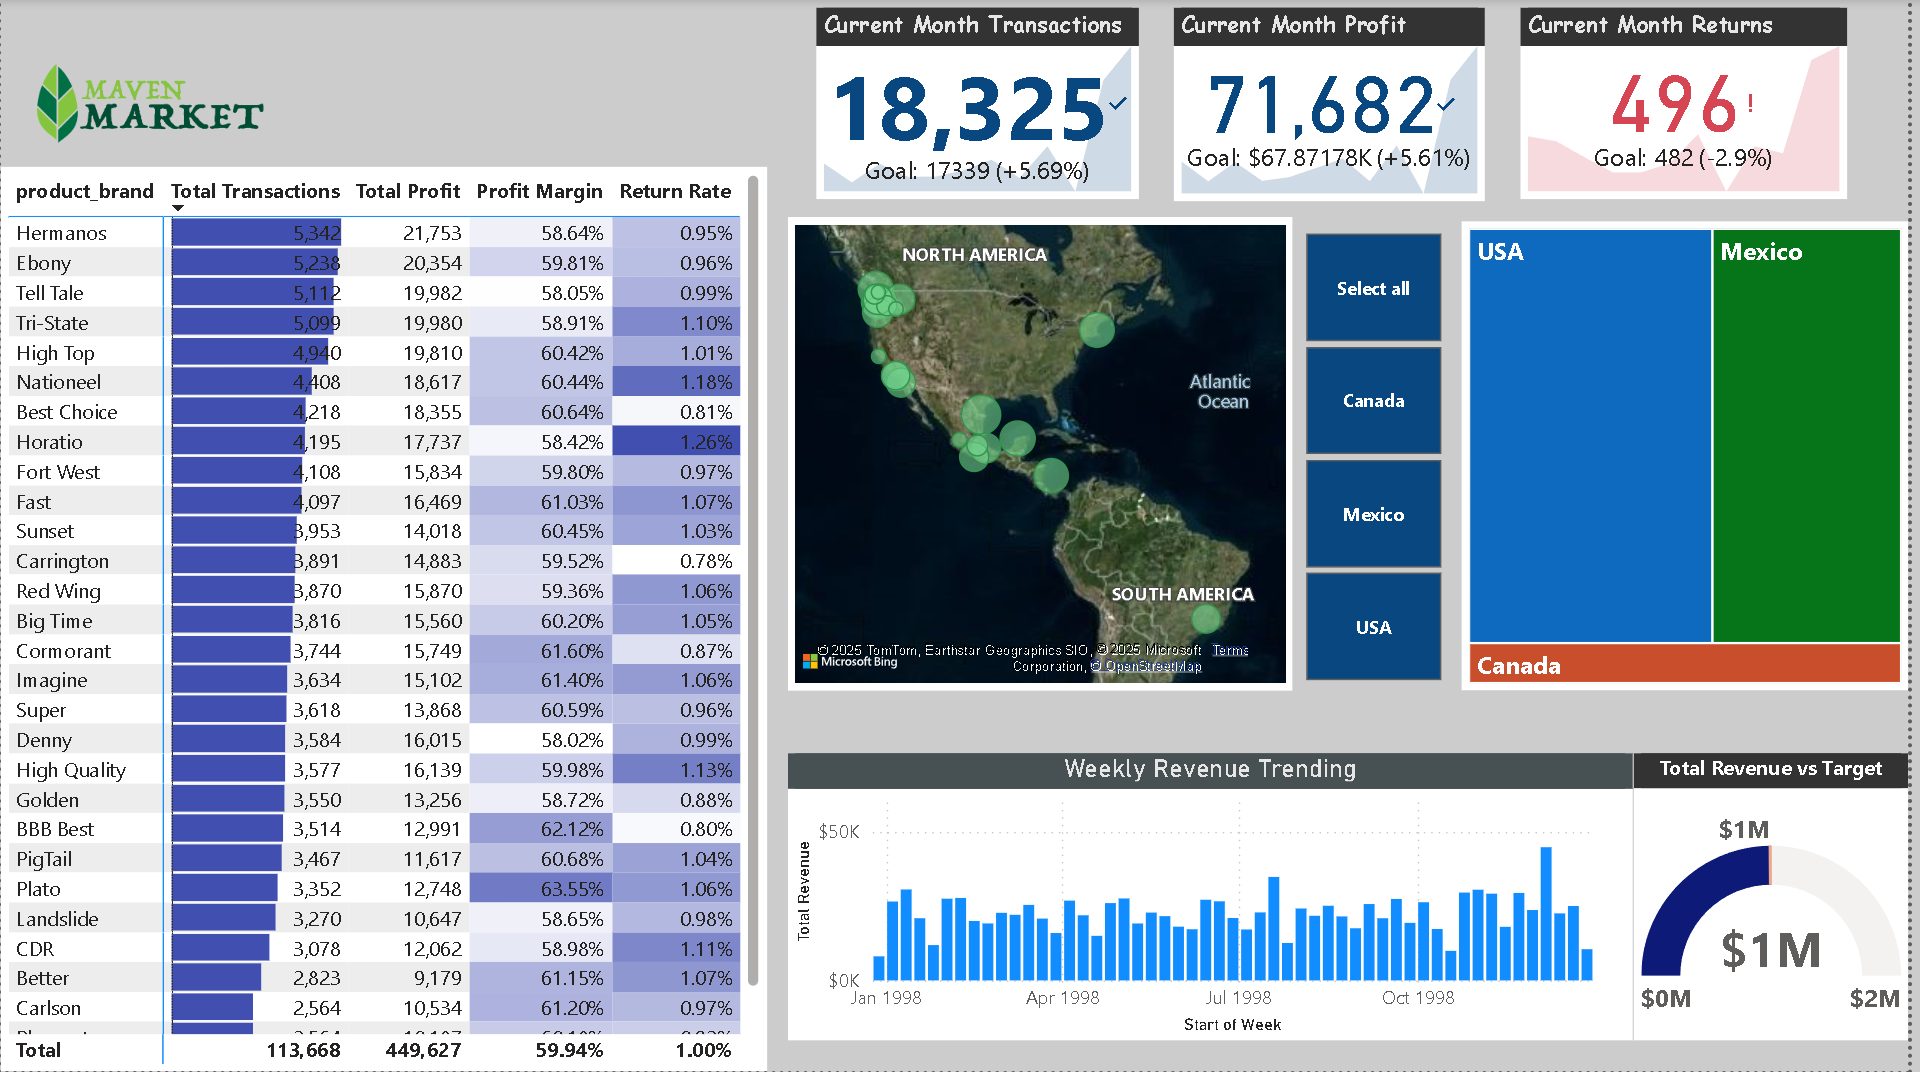 MAVEN
MARKET
Current Month Transactions
18,325
Goal: 17339 (+5.69%)
Current Month Profit
71,682
Goal: $67.87178K (+5.61%)
Current Month Returns
496 !
Goal: 482 (-2.9%)
product_brand Total Transactions Total Profit Profit Margin Return Rate
Hermanos 5,342 21,753 58.64% 0.95%
Ebony 5,238 20,354 59.81% 0.96%
Tell Tale 5,112 19,982 58.05% 0.99%
Tri-State 5,099 19,980 58.91% 1.10%
High Top 4,940 19,810 60.42% 1.01%
Nationeel 4,408 18,617 60.44% 1.18%
Best Choice 4,218 18,355 60.64% 0.81%
Horatio 4,195 17,737 58.42% 1.26%
Fort West 4,108 15,834 59.80% 0.97%
Fast 4,097 16,469 61.03% 1.07%
Sunset 3,953 14,018 60.45% 1.03%
Carrington 3,891 14,883 59.52% 0.78%
Red Wing 3,870 15,870 59.36% 1.06%
Big Time 3,816 15,560 60.20% 1.05%
Cormorant 3,744 15,749 61.60% 0.87%
Imagine 3,634 15,102 61.40% 1.06%
Super 3,618 13,868 60.59% 0.96%
Denny 3,584 16,015 58.02% 0.99%
High Quality 3,577 16,139 59.98% 1.13%
Golden 3,550 13,256 58.72% 0.88%
BBB Best 3,514 12,991 62.12% 0.80%
PigTail 3,467 11,617 60.68% 1.04%
Plato 3,352 12,748 63.55% 1.06%
Landslide 3,270 10,647 58.65% 0.98%
CDR 3,078 12,062 58.98% 1.11%
Better 2,823 9,179 61.15% 1.07%
Carlson 2,564 10,534 61.20% 0.97%
Total 113,668 449,627 59.94% 1.00%
NORTH AMERICA
Atlantic
Ocean
SOUTH AMERICA
© 2025 TomTom, Earthstar Geographics SIO, © 2025 Microsoft Terms
Microsoft Bing
Corporation, © OpenStreetMap
Select all
Canada
Mexico
USA
USA
Mexico
Canada
Weekly Revenue Trending
Total Revenue
$50K
$0K
Jan 1998 Apr 1998 Jul 1998 Oct 1998
Start of Week
Total Revenue vs Target
$1M
$1M
$0M $2M